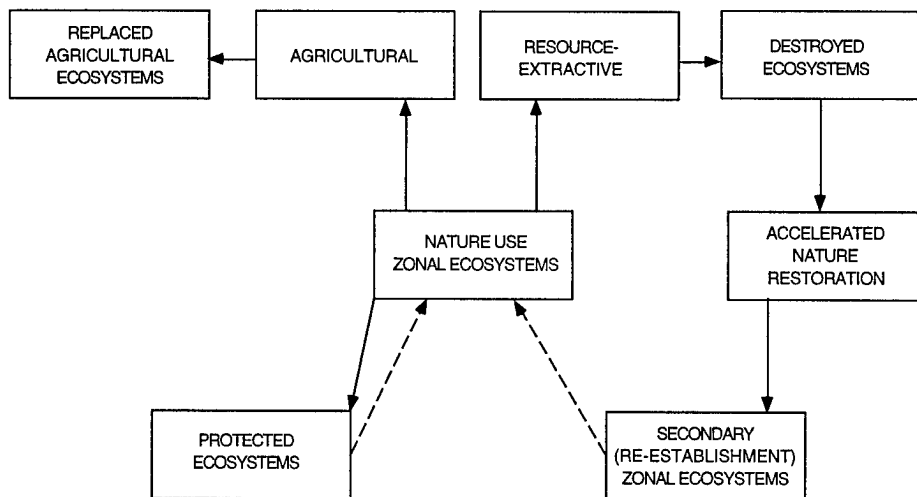 REPLACED
AGRICULTURAL
ECOSYSTEMS
AGRICULTURAL
RESOURCE-
EXTRACTIVE
DESTROYED
ECOSYSTEMS
NATURE USE
ZONAL ECOSYSTEMS
ACCELERATED
NATURE
RESTORATION
PROTECTED
ECOSYSTEMS
SECONDARY
(RE-ESTABLISHMENT)
ZONAL ECOSYSTEMS